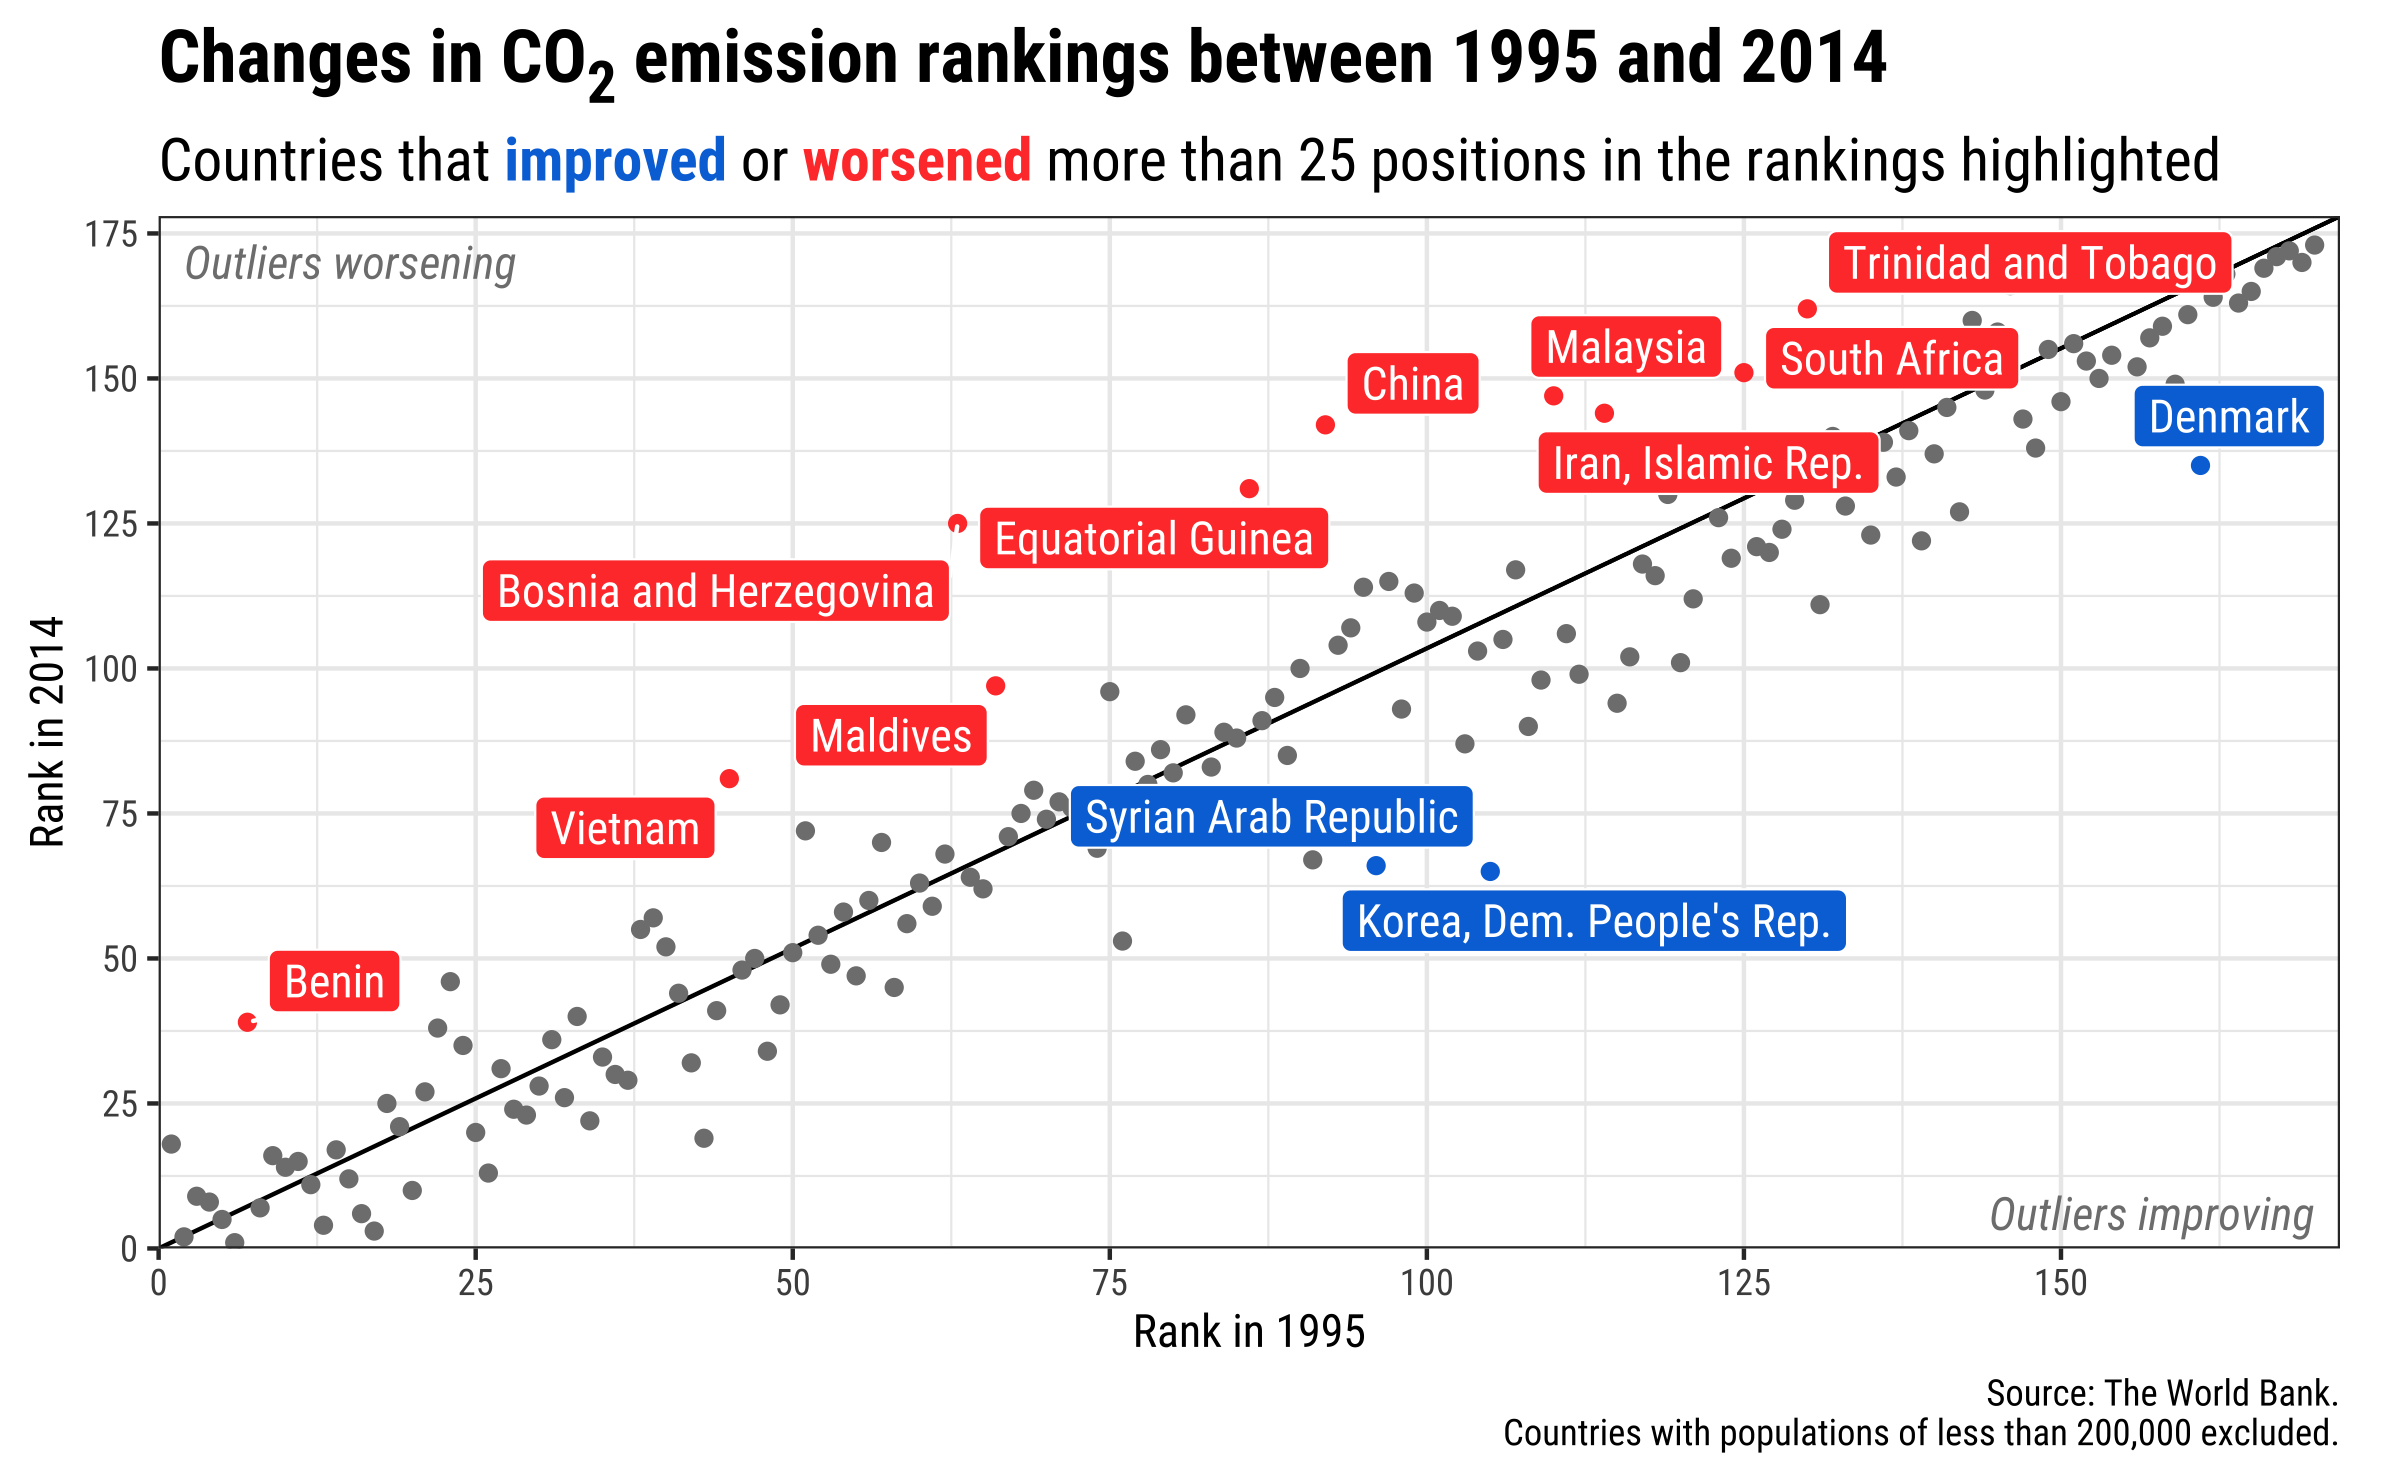 Changes in CO₂ emission rankings between 1995 and 2014
Countries that improved or worsened more than 25 positions in the rankings highlighted
Rank in 2014
175
150
125
100
75
50
25
0
Outliers worsening
Trinidad and Tobago
Malaysia
South Africa
China
Denmark
Iran, Islamic Rep.
Equatorial Guinea
Bosnia and Herzegovina
Maldives
Vietnam
Syrian Arab Republic
Korea, Dem. People's Rep.
Benin
Outliers improving
0 25 50 75 100 125 150
Rank in 1995
Source: The World Bank.
Countries with populations of less than 200,000 excluded.